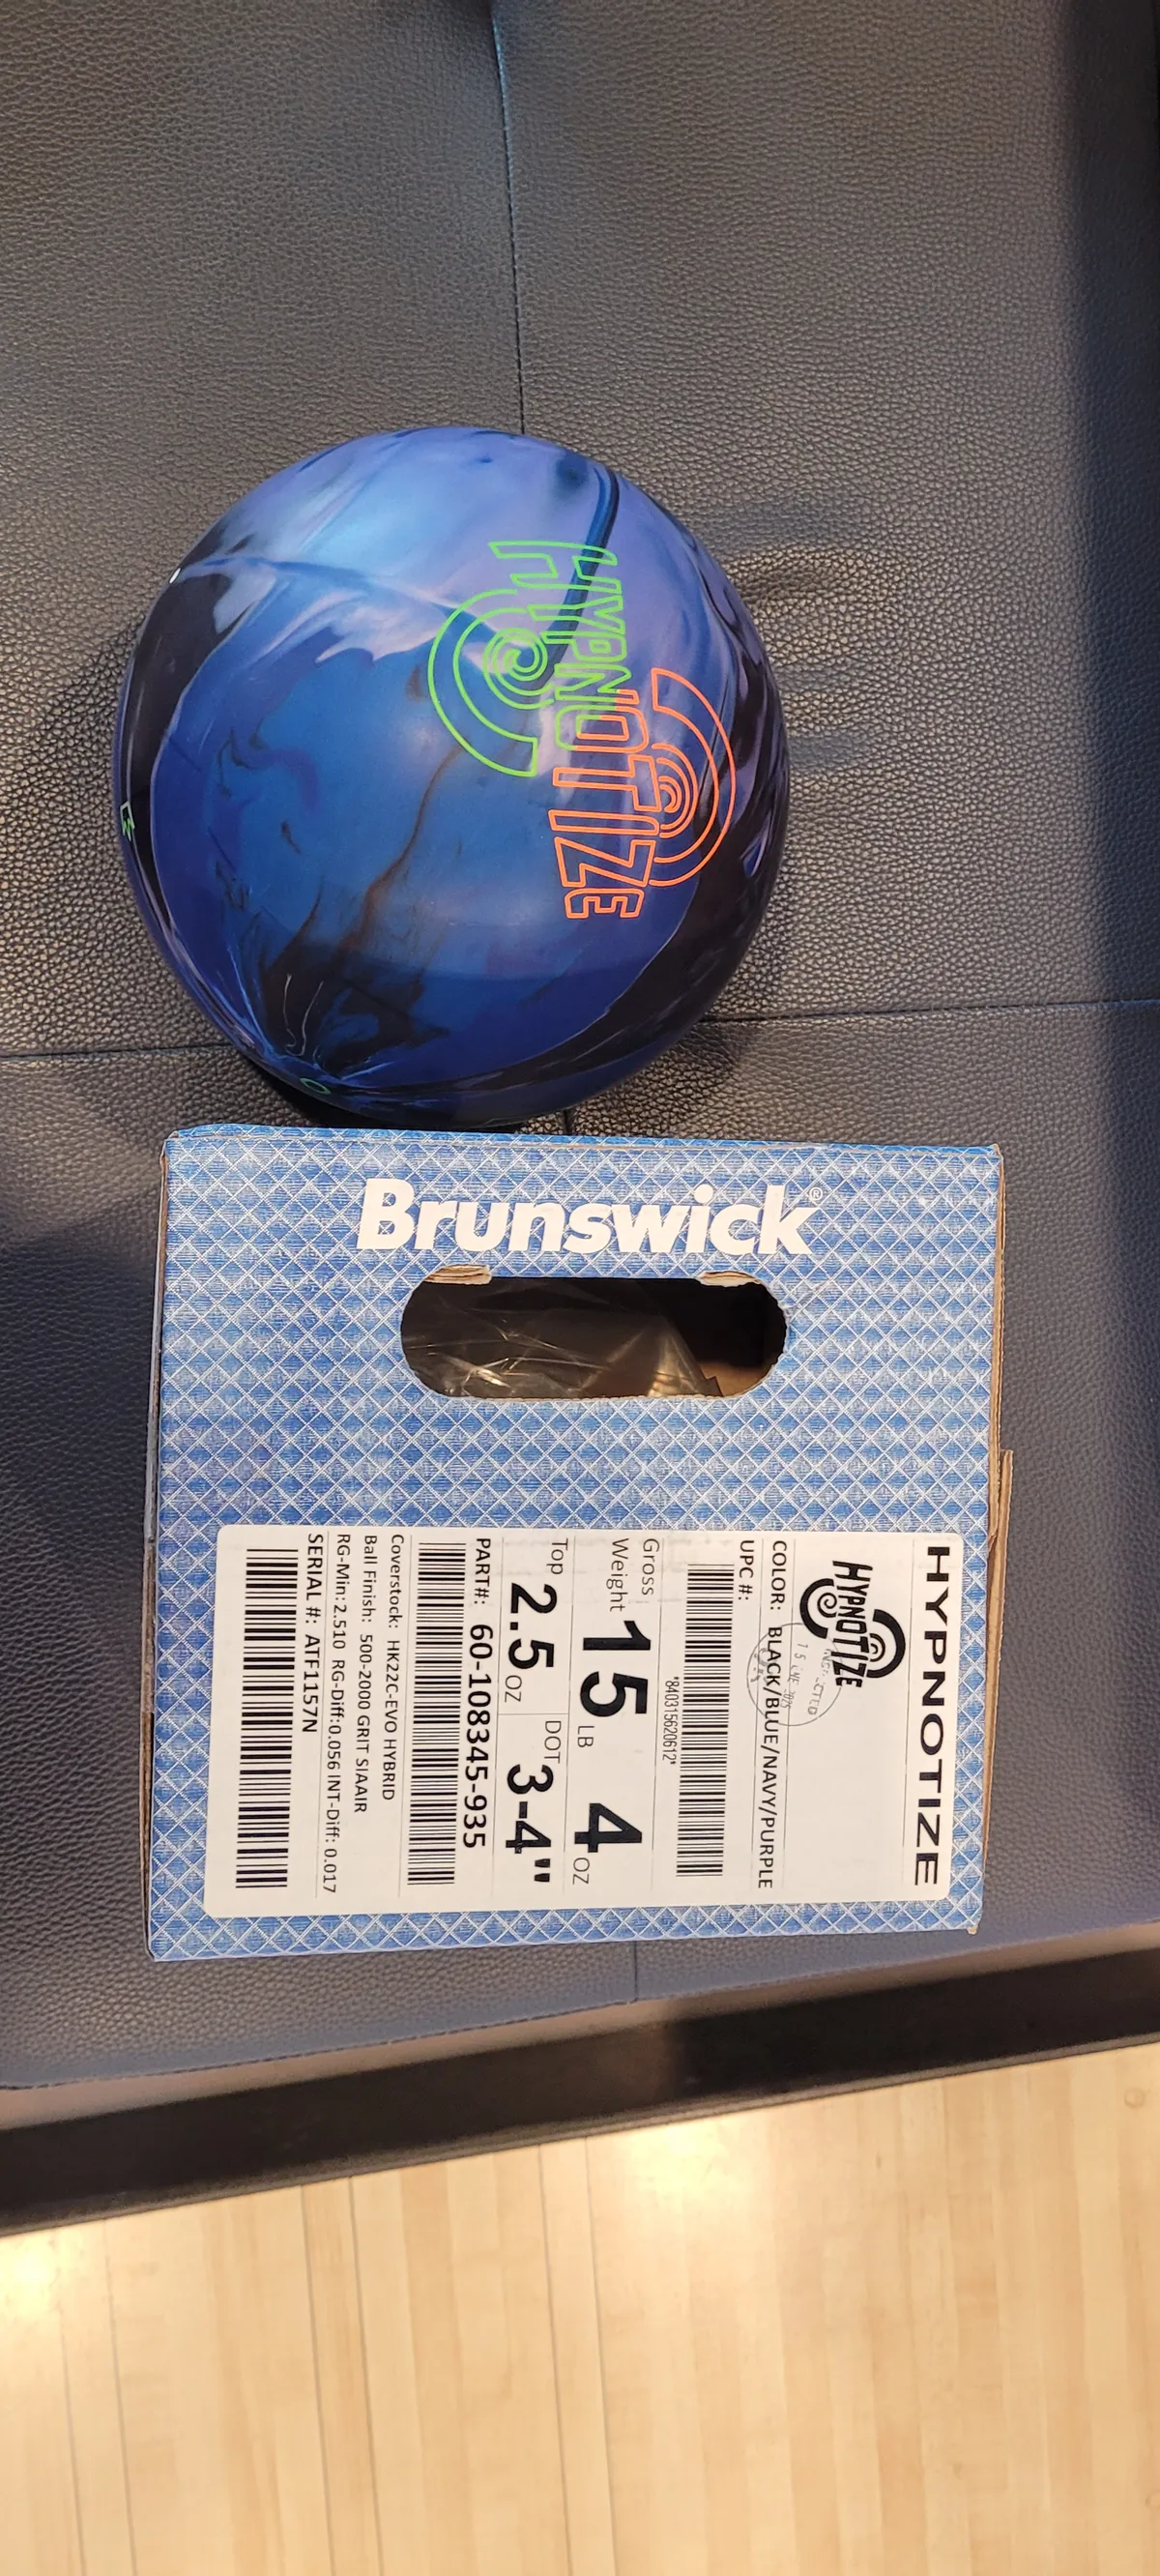 HYPNOTIZE
Brunswick®
HYPNOTIZE
HYPNOTIZE
COLOR: BLACK/BLUE/NAVY/PURPLE
UPC #:
*840315620612*
Gross Weight 15 LB 4 OZ
Top 2.5 OZ DOT 3-4"
PART#: 60-108345-935
Coverstock: HK22C-EVO HYBRID
Ball Finish: 500-2000 GRIT SIAAIR
RG-Min: 2.510 RG-Diff: 0.056 INT-Diff: 0.017
SERIAL #: ATF1157N